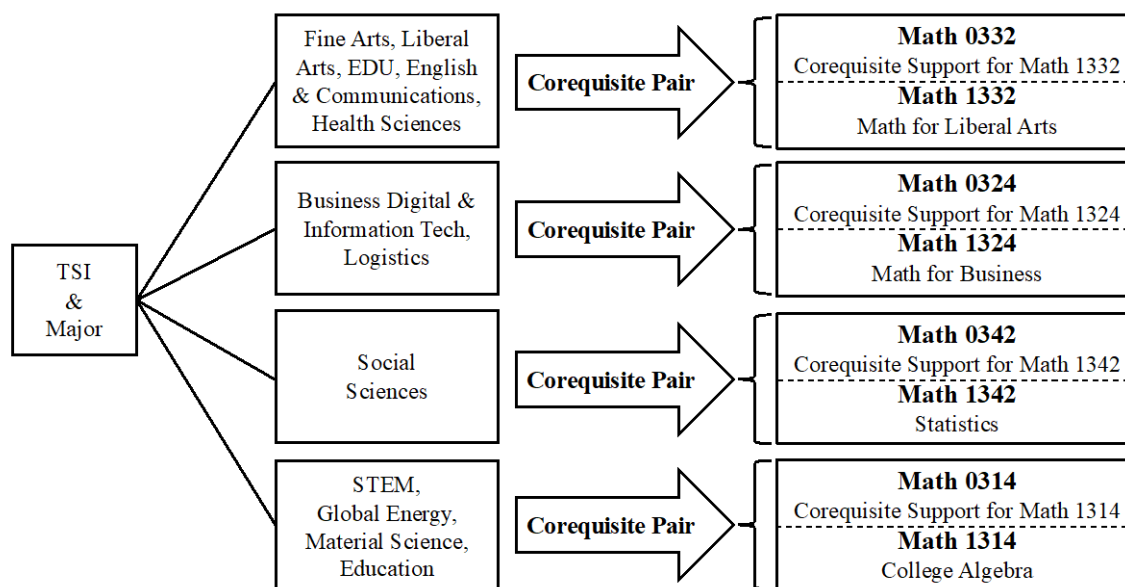 TSI
&
Major
Fine Arts, Liberal
Arts, EDU, English
& Communications,
Health Sciences
Corequisite Pair
Math 0332
Corequisite Support for Math 1332
Math 1332
Math for Liberal Arts
Business Digital &
Information Tech,
Logistics
Corequisite Pair
Math 0324
Corequisite Support for Math 1324
Math 1324
Math for Business
Social
Sciences
Corequisite Pair
Math 0342
Corequisite Support for Math 1342
Math 1342
Statistics
STEM,
Global Energy,
Material Science,
Education
Corequisite Pair
Math 0314
Corequisite Support for Math 1314
Math 1314
College Algebra